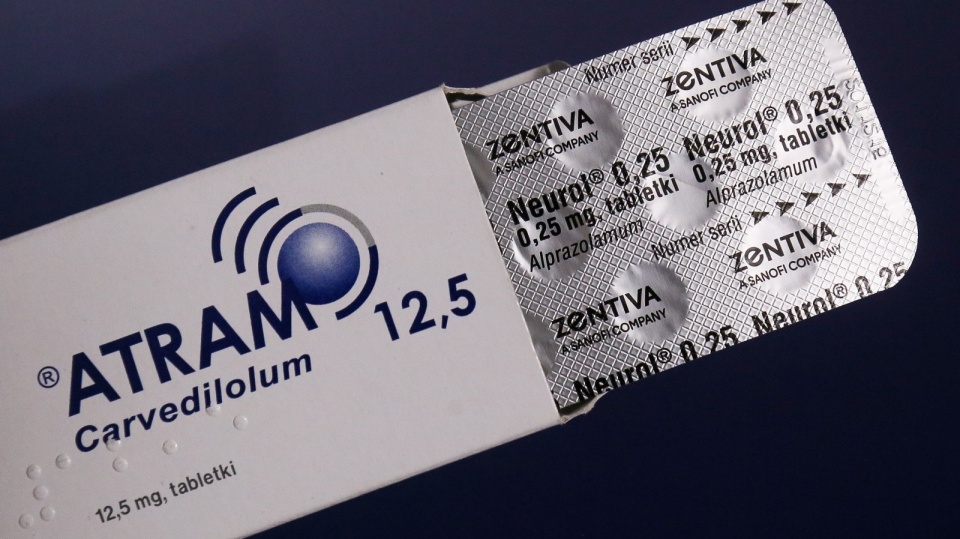 ®ATRAM 12,5
Carvedilolum
12,5 mg, tabletki
Numer serii
ZENTIVA
A SANOFI COMPANY
Neurol® 0,25
0,25 mg, tabletki
Alprazolamum
ZENTIVA
A SANOFI COMPANY
Neurol® 0,25
0,25 mg, tabletki
Alprazolamum
Numer serii
ZENTIVA
A SANOFI COMPANY
Neurol® 0,25
ZENTIVA
A SANOFI COMPANY
Neurol® 0,25